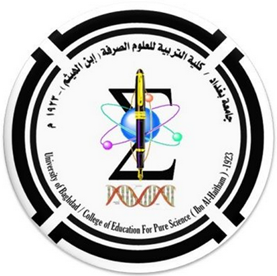 جامعة بغداد / كلية التربية للعلوم الصرفة (إبن الهيثم) - ١٩٢٣ م
Σ
University of Baghdad / College of Education For Pure Science ( Ibn Al-Haitham ) -1923